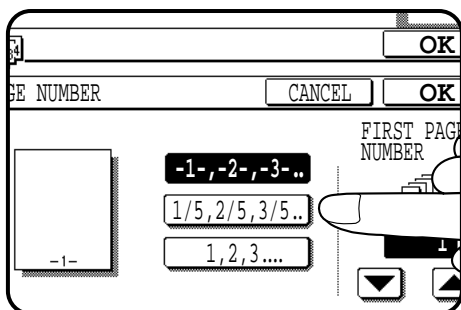 OK
GE NUMBER
CANCEL
OK
FIRST PAGE
NUMBER
-1-,-2-,-3-..
1/5,2/5,3/5..
1,2,3....
-1-
1